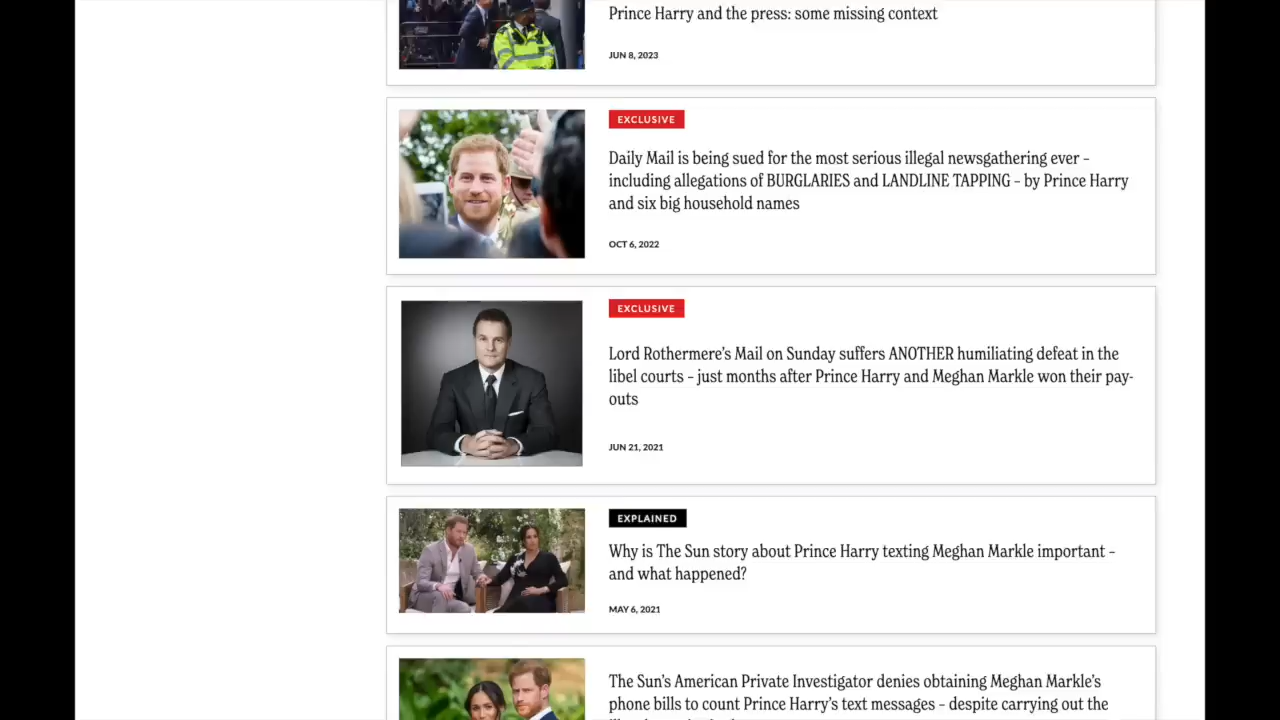 Prince Harry and the press: some missing context
JUN 8, 2023
EXCLUSIVE
Daily Mail is being sued for the most serious illegal newsgathering ever –
including allegations of BURGLARIES and LANDLINE TAPPING – by Prince Harry
and six big household names
OCT 6, 2022
EXCLUSIVE
Lord Rothermere’s Mail on Sunday suffers ANOTHER humiliating defeat in the
libel courts – just months after Prince Harry and Meghan Markle won their pay-
outs
JUN 21, 2021
EXPLAINED
Why is The Sun story about Prince Harry texting Meghan Markle important –
and what happened?
MAY 6, 2021
The Sun’s American Private Investigator denies obtaining Meghan Markle’s
phone bills to count Prince Harry’s text messages – despite carrying out the